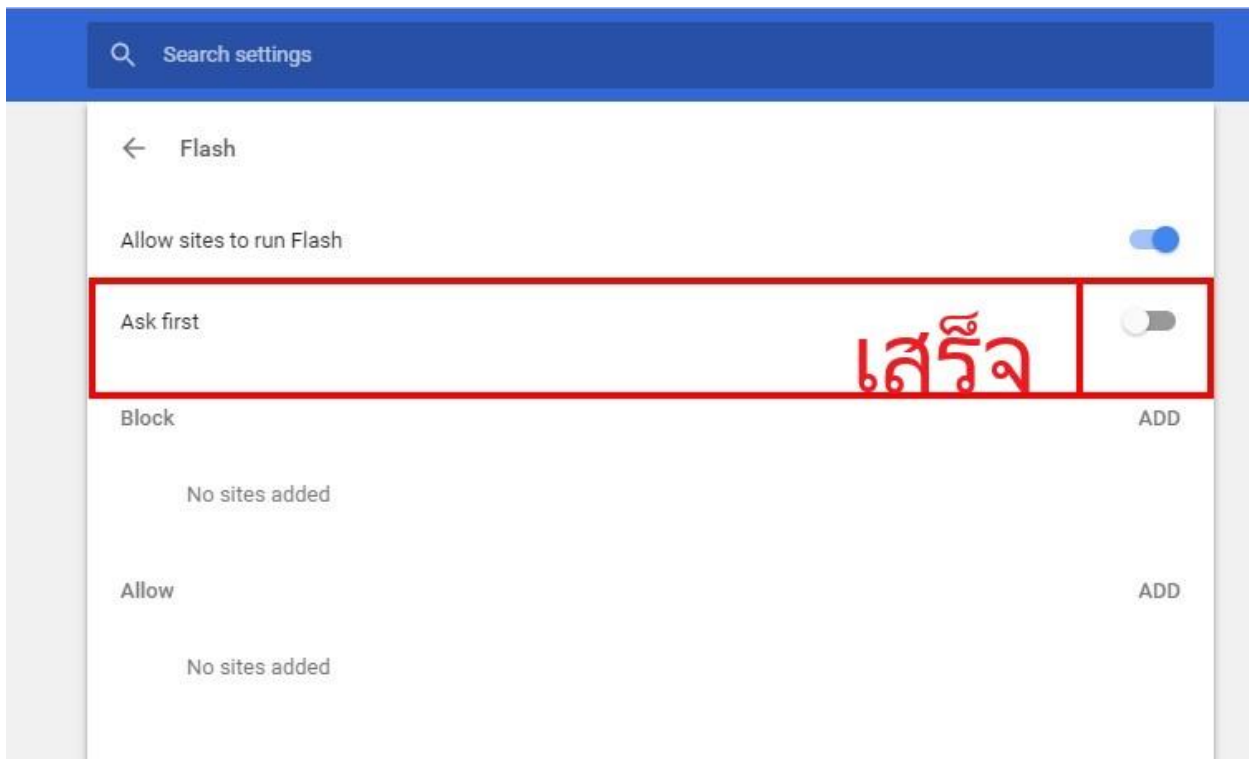 Search settings
Flash
Allow sites to run Flash
Ask first
เสร็จ
Block ADD
No sites added
Allow ADD
No sites added